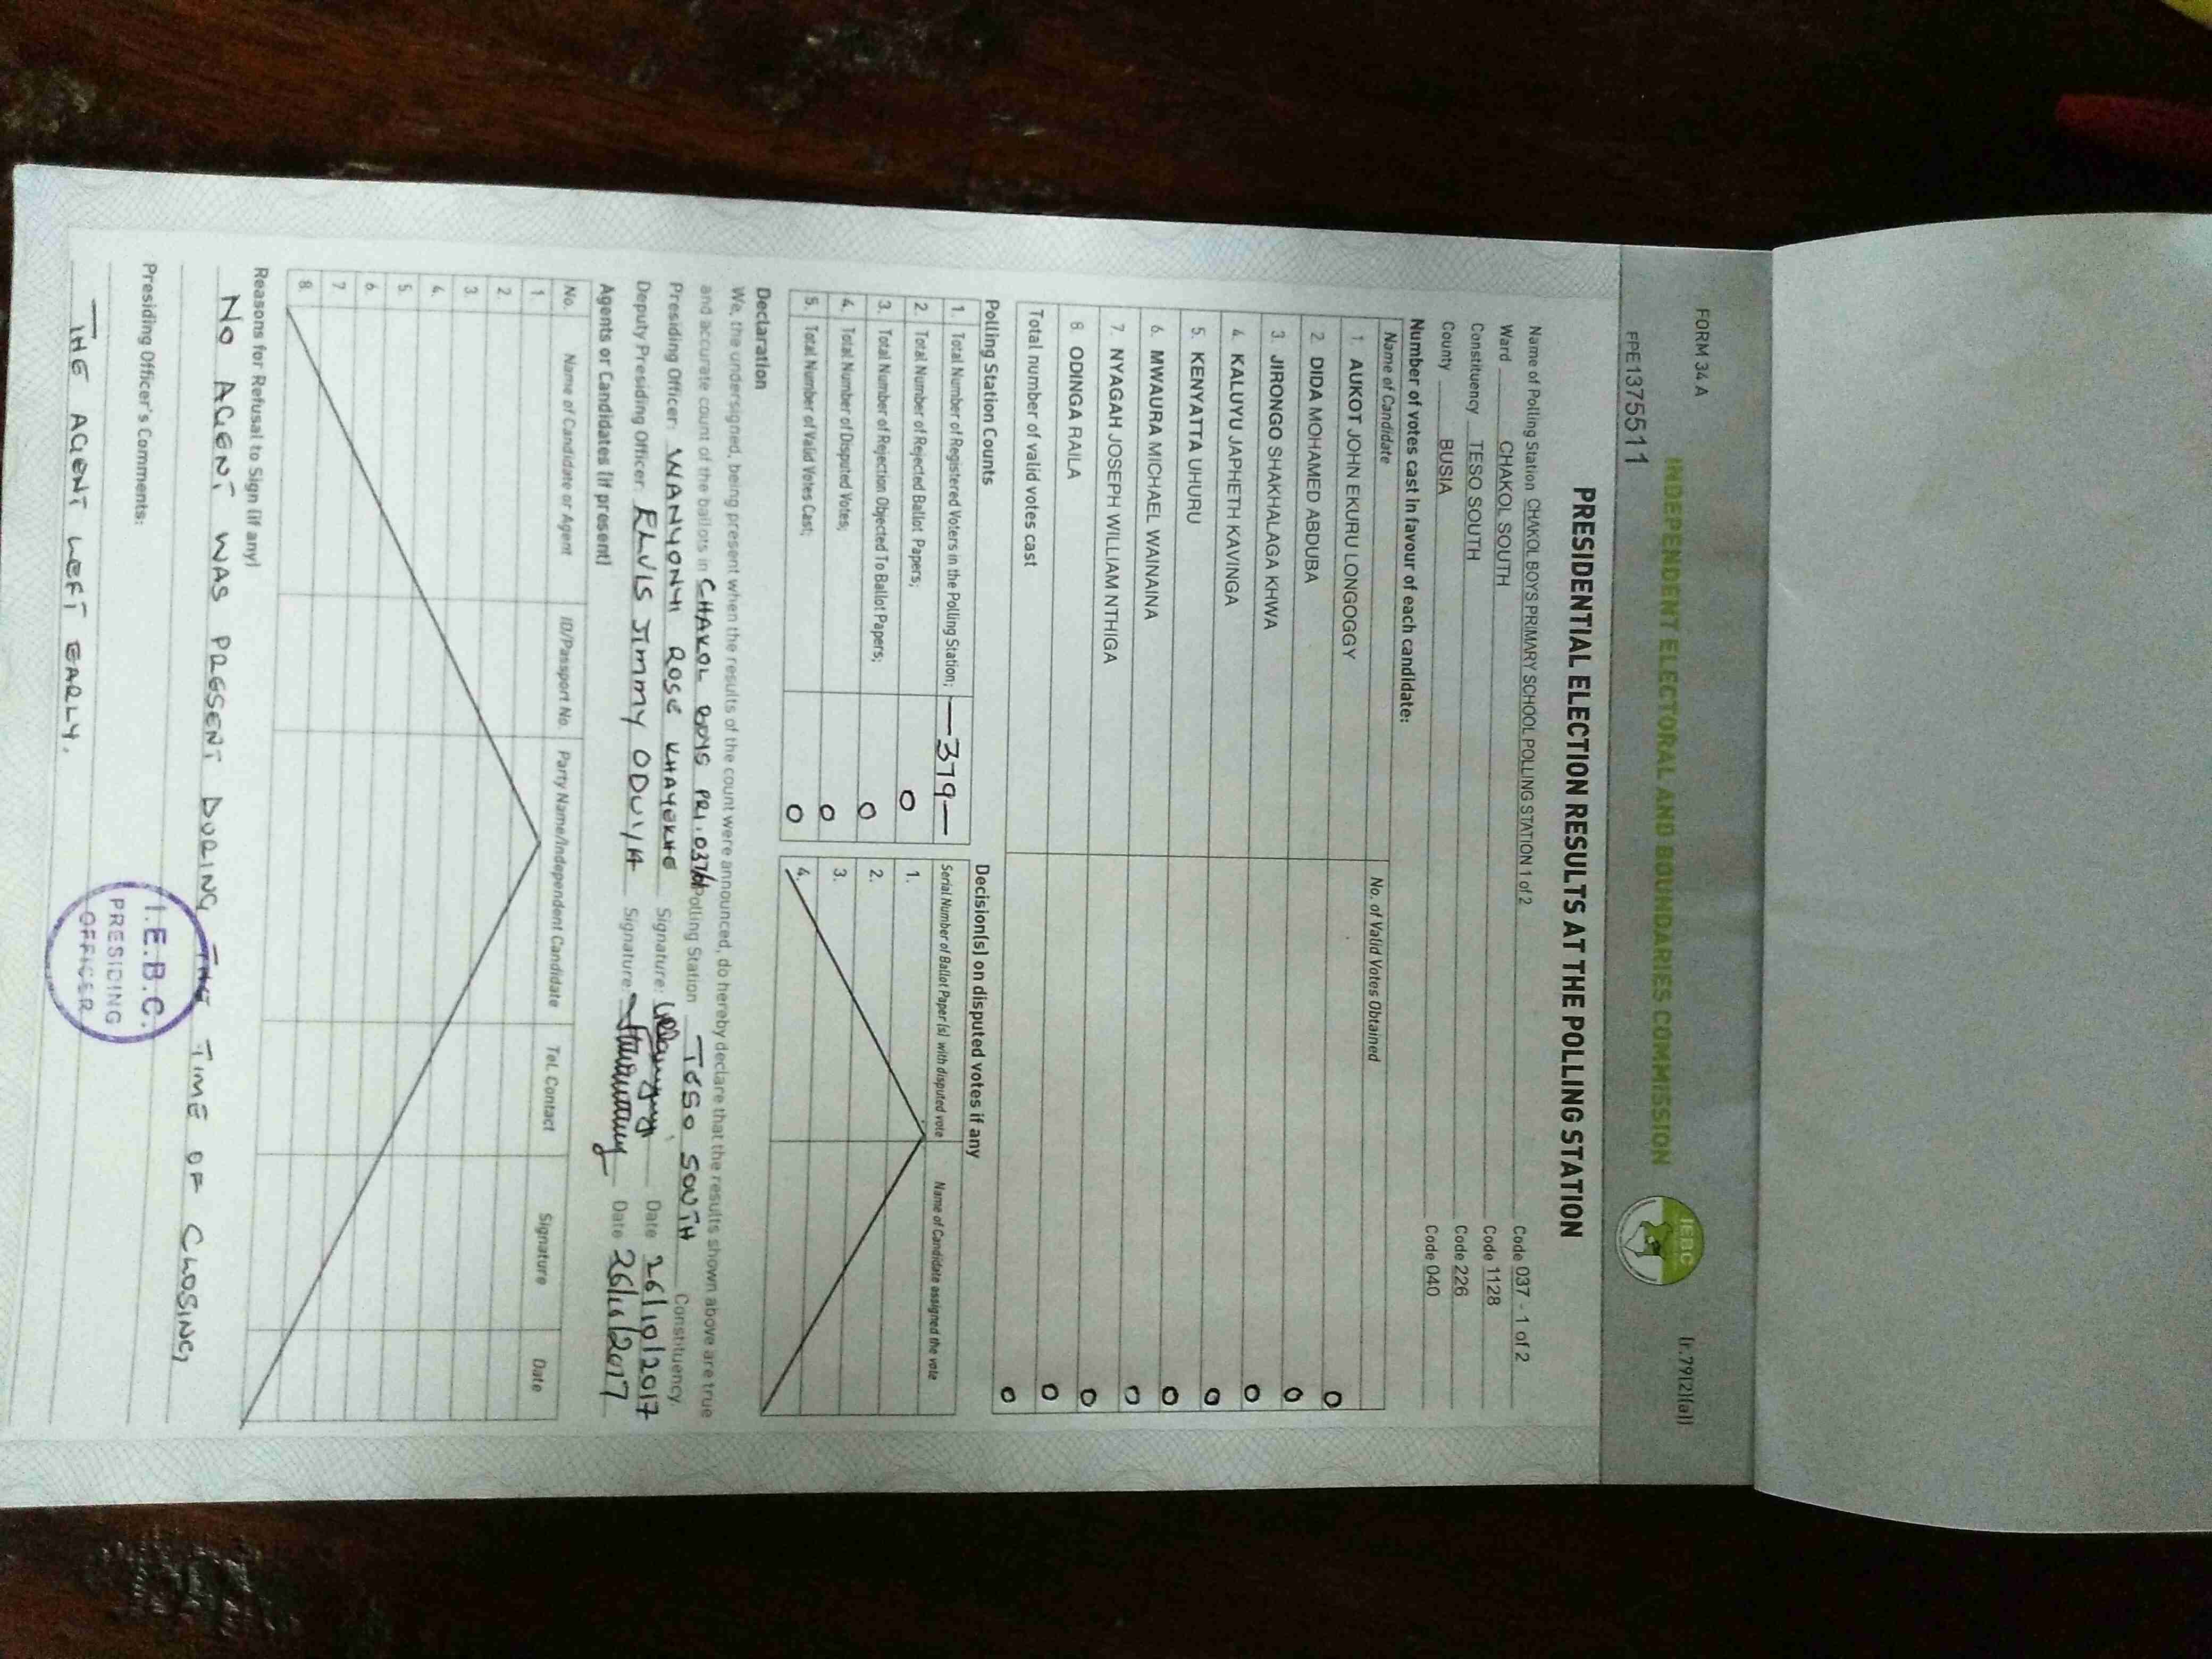 FORM 34 A
(r.79(2)(a))
INDEPENDENT ELECTORAL AND BOUNDARIES COMMISSION
IEBC
FPE1375511
PRESIDENTIAL ELECTION RESULTS AT THE POLLING STATION
Name of Polling Station CHAKOL BOYS PRIMARY SCHOOL POLLING STATION 1 of 2 Code 037 - 1 of 2
Ward CHAKOL SOUTH Code 1128
Constituency TESO SOUTH Code 226
County BUSIA Code 040
Number of votes cast in favour of each candidate:
Name of Candidate No. of Valid Votes Obtained
1. AUKOT JOHN EKURU LONGOGGY 0
2. DIDA MOHAMED ABDUBA 0
3. JIRONGO SHAKHALAGA KHWA 0
4. KALUYU JAPHETH KAVINGA 0
5. KENYATTA UHURU 0
6. MWAURA MICHAEL WAINAINA 0
7. NYAGAH JOSEPH WILLIAM NTHIGA 0
8. ODINGA RAILA 0
Total number of valid votes cast 0
Polling Station Counts
1. Total Number of Registered Voters in the Polling Station; —379—
2. Total Number of Rejected Ballot Papers; 0
3. Total Number of Rejection Objected To Ballot Papers; 0
4. Total Number of Disputed Votes; 0
5. Total Number of Valid Votes Cast; 0
Decision(s) on disputed votes if any
Serial Number of Ballot Paper (s) with disputed vote Name of Candidate assigned the vote
1.
2.
3.
4.
Declaration
We, the undersigned, being present when the results of the count were announced, do hereby declare that the results shown above are true
and accurate count of the ballots in CHAKOL BOYS PRI. 037/01 Polling Station TESO SOUTH Constituency.
Presiding Officer: WANYONYI ROSE KHAYEKHE Signature: Date 26/10/2017
Deputy Presiding Officer: ELVIS JIMMY ODUYA Signature: Date 26/10/2017
Agents or Candidates (if present)
No. Name of Candidate or Agent ID/Passport No. Party Name/Independent Candidate Tel. Contact Signature Date
1.
2.
3.
4.
5.
6.
7.
8.
Reasons for Refusal to Sign (if any)
NO AGENT WAS PRESENT DURING THE TIME OF CLOSING
Presiding Officer's Comments:
THE AGENT LEFT EARLY.
I.E.B.C.
PRESIDING
OFFICER